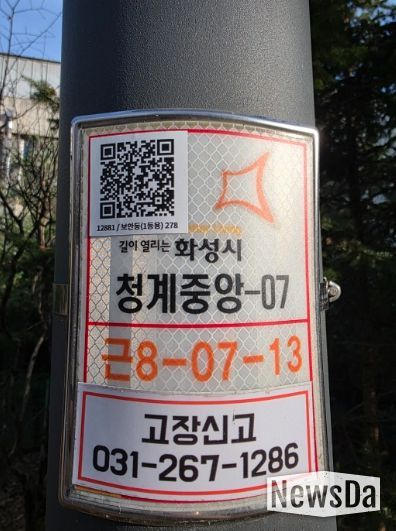 12881 / 보안등(1등용) 278
길이 열리는 화성시
청계중앙-07
근8-07-13
고장신고
031-267-1286
NewsDa